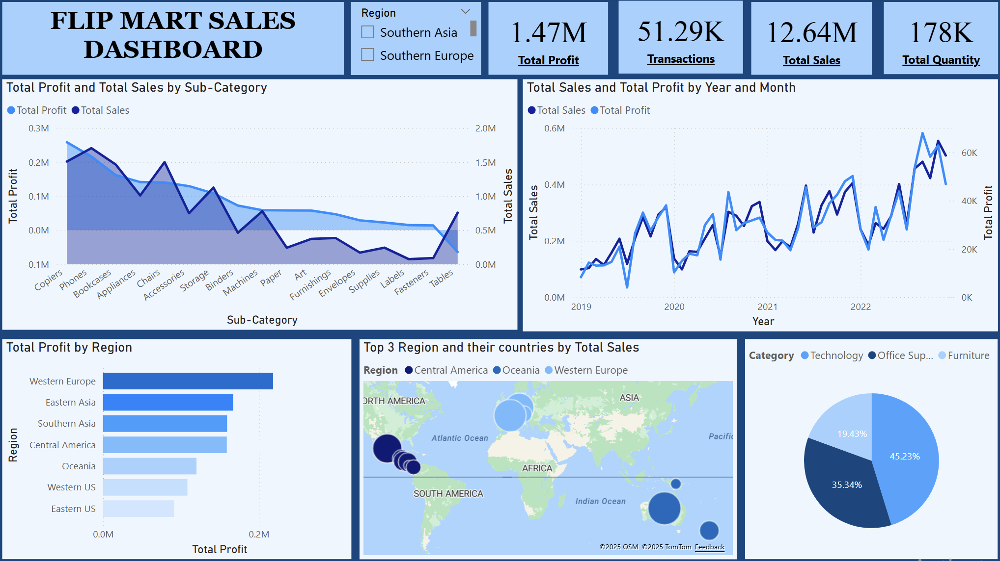 FLIP MART SALES
DASHBOARD
Region
Southern Asia
Southern Europe
1.47M
Total Profit
51.29K
Transactions
12.64M
Total Sales
178K
Total Quantity
Total Profit and Total Sales by Sub-Category
Total Profit Total Sales
0.3M
0.2M
0.1M
0.0M
-0.1M
Total Profit
2.0M
1.5M
1.0M
0.5M
0.0M
Total Sales
Copiers
Phones
Bookcases
Appliances
Chairs
Accessories
Storage
Binders
Machines
Paper
Art
Furnishings
Envelopes
Supplies
Labels
Fasteners
Tables
Sub-Category
Total Sales and Total Profit by Year and Month
Total Sales Total Profit
0.6M
0.4M
0.2M
0.0M
Total Sales
60K
40K
20K
0K
Total Profit
2019 2020 2021 2022
Year
Total Profit by Region
Region
Western Europe
Eastern Asia
Southern Asia
Central America
Oceania
Western US
Eastern US
0.0M 0.2M
Total Profit
Top 3 Region and their countries by Total Sales
Region Central America Oceania Western Europe
ORTH AMERICA
ASIA
Atlantic Ocean
Pacific
AFRICA
SOUTH AMERICA
Indian Ocean
©2025 OSM ©2025 TomTom Feedback
Category Technology Office Sup... Furniture
19.43%
45.23%
35.34%